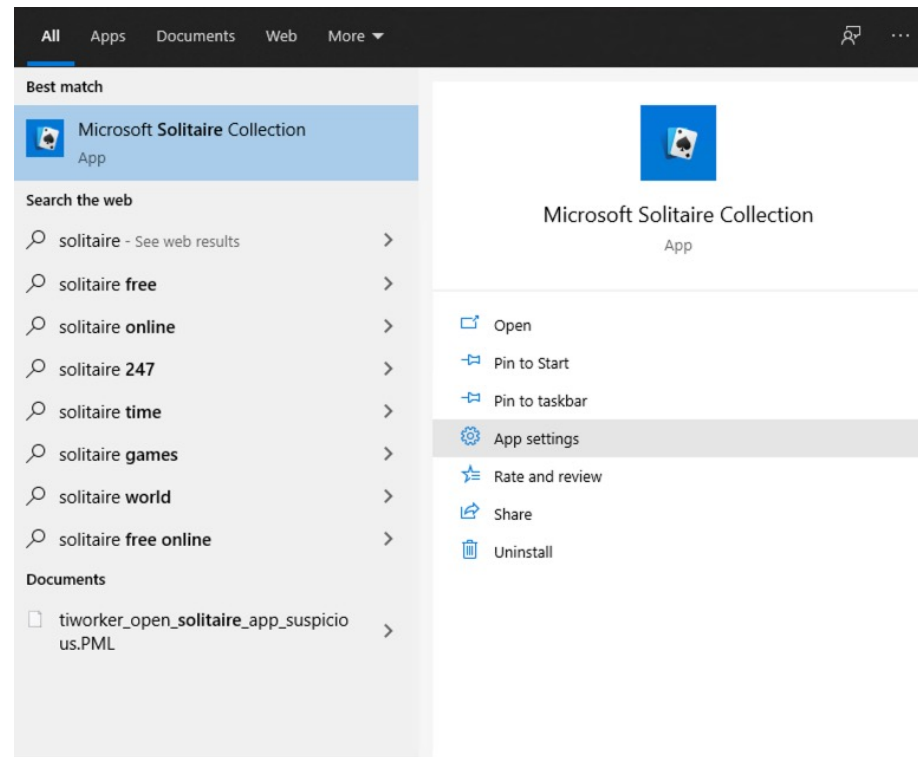 All Apps Documents Web More
Best match
Microsoft Solitaire Collection
App
Search the web
solitaire - See web results
solitaire free
solitaire online
solitaire 247
solitaire time
solitaire games
solitaire world
solitaire free online
Documents
tiworker_open_solitaire_app_suspicio
us.PML
Microsoft Solitaire Collection
App
Open
Pin to Start
Pin to taskbar
App settings
Rate and review
Share
Uninstall